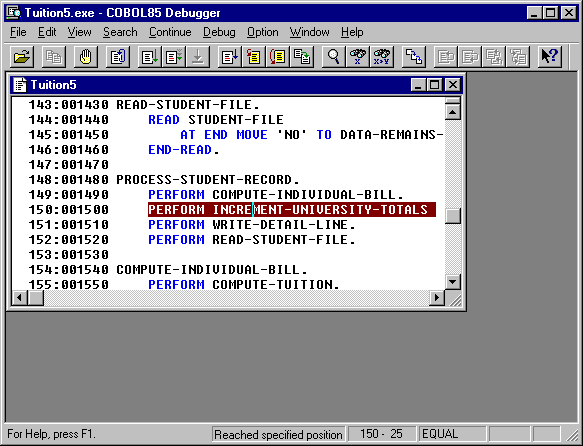 Tuition5.exe - COBOL85 Debugger
File Edit View Search Continue Debug Option Window Help
Tuition5
143:001430 READ-STUDENT-FILE.
144:001440 READ STUDENT-FILE
145:001450 AT END MOVE 'NO' TO DATA-REMAINS-
146:001460 END-READ.
147:001470
148:001480 PROCESS-STUDENT-RECORD.
149:001490 PERFORM COMPUTE-INDIVIDUAL-BILL.
150:001500 PERFORM INCREMENT-UNIVERSITY-TOTALS
151:001510 PERFORM WRITE-DETAIL-LINE.
152:001520 PERFORM READ-STUDENT-FILE.
153:001530
154:001540 COMPUTE-INDIVIDUAL-BILL.
155:001550 PERFORM COMPUTE-TUITION.
For Help, press F1. Reached specified position 150 - 25 EQUAL